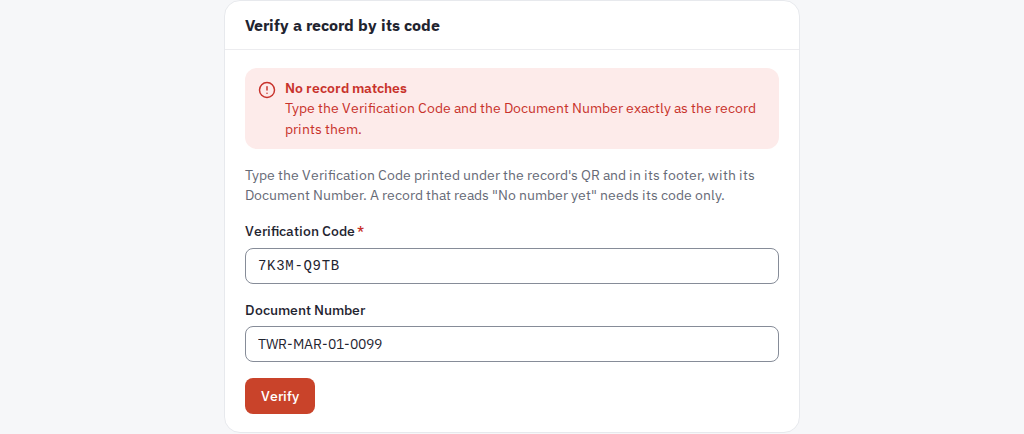 Verify a record by its code
No record matches
Type the Verification Code and the Document Number exactly as the record
prints them.
Type the Verification Code printed under the record's QR and in its footer, with its
Document Number. A record that reads "No number yet" needs its code only.
Verification Code *
7K3M-Q9TB
Document Number
TWR-MAR-01-0099
Verify